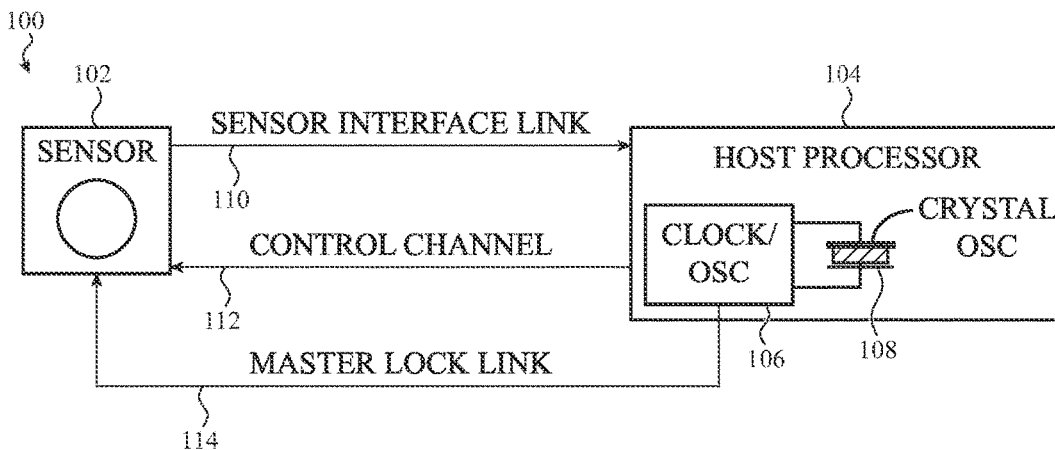 100
102
104
SENSOR
SENSOR INTERFACE LINK
HOST PROCESSOR
110
CLOCK/
OSC
CRYSTAL
OSC
CONTROL CHANNEL
112
106
108
MASTER LOCK LINK
114